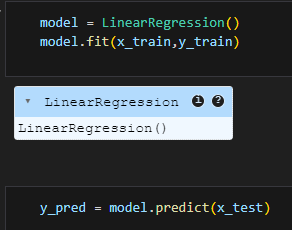 model = LinearRegression()
model.fit(x_train,y_train)
▾ LinearRegression i ?
LinearRegression()
y_pred = model.predict(x_test)